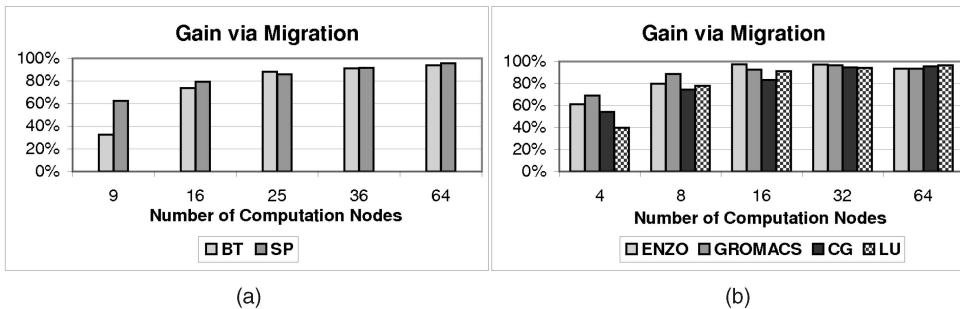 Gain via Migration
100%
80%
60%
40%
20%
0%
9 16 25 36 64
Number of Computation Nodes
BT SP
(a)
Gain via Migration
100%
80%
60%
40%
20%
0%
4 8 16 32 64
Number of Computation Nodes
ENZO GROMACS CG LU
(b)